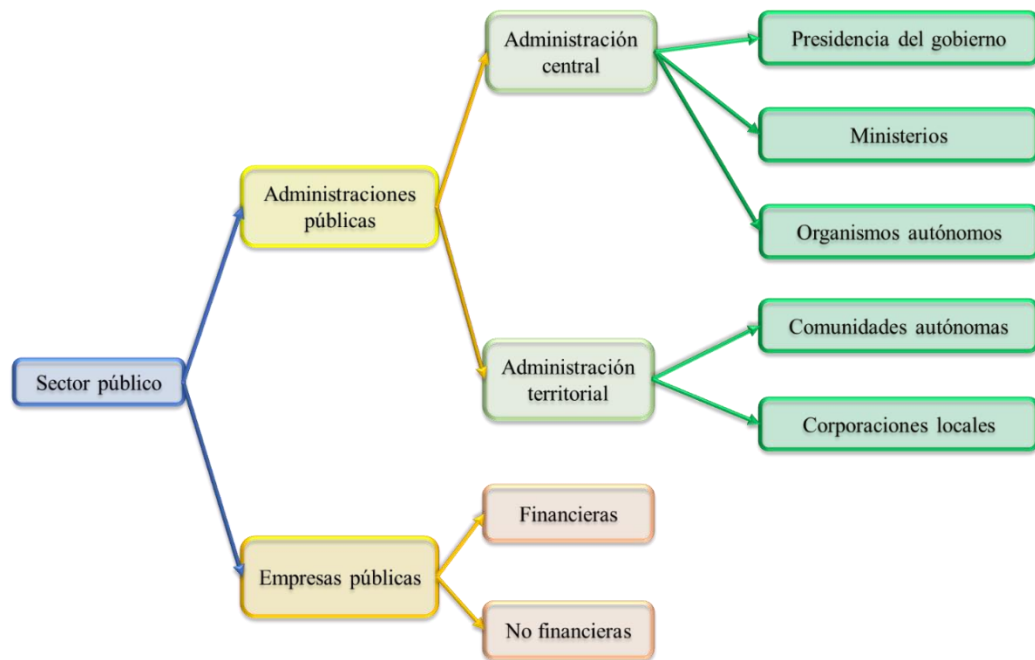 Administración
central
Presidencia del gobierno
Ministerios
Organismos autónomos
Administraciones
públicas
Administración
territorial
Comunidades autónomas
Corporaciones locales
Sector público
Empresas públicas
Financieras
No financieras